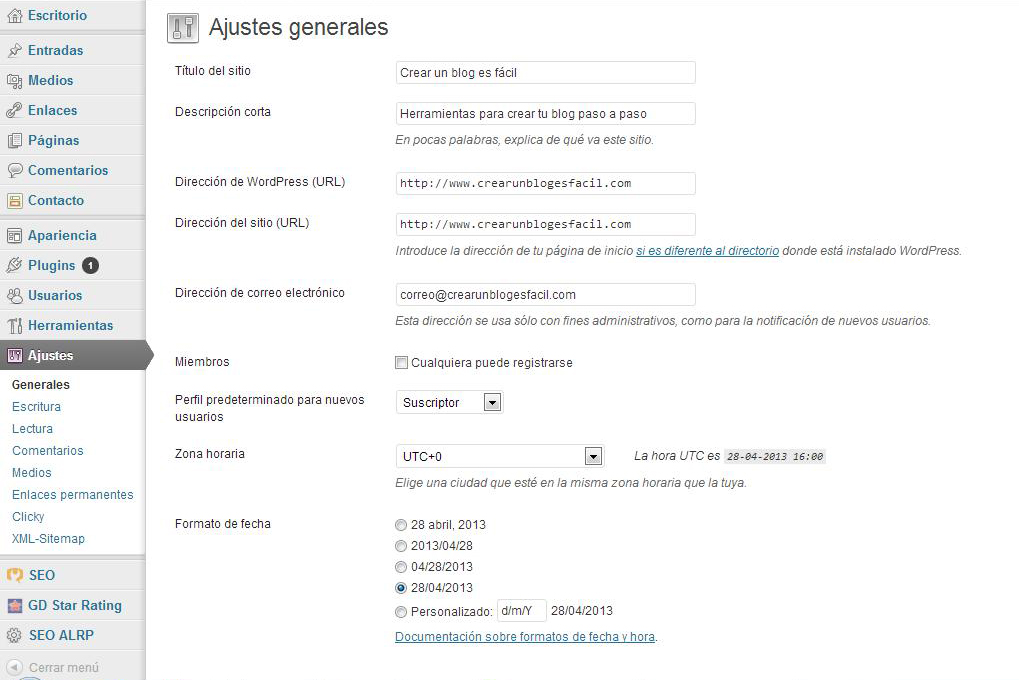 Escritorio
Entradas
Medios
Enlaces
Páginas
Comentarios
Contacto
Apariencia
Plugins 1
Usuarios
Herramientas
Ajustes
Generales
Escritura
Lectura
Comentarios
Medios
Enlaces permanentes
Clicky
XML-Sitemap
SEO
GD Star Rating
SEO ALRP
Cerrar menú
Ajustes generales
Título del sitio
Crear un blog es fácil
Descripción corta
Herramientas para crear tu blog paso a paso
En pocas palabras, explica de qué va este sitio.
Dirección de WordPress (URL)
http://www.crearunblogesfacil.com
Dirección del sitio (URL)
http://www.crearunblogesfacil.com
Introduce la dirección de tu página de inicio si es diferente al directorio donde está instalado WordPress.
Dirección de correo electrónico
correo@crearunblogesfacil.com
Esta dirección se usa sólo con fines administrativos, como para la notificación de nuevos usuarios.
Miembros
Cualquiera puede registrarse
Perfil predeterminado para nuevos
usuarios
Suscriptor
Zona horaria
UTC+0
La hora UTC es 28-04-2013 16:00
Elige una ciudad que esté en la misma zona horaria que la tuya.
Formato de fecha
28 abril, 2013
2013/04/28
04/28/2013
28/04/2013
Personalizado: d/m/Y 28/04/2013
Documentación sobre formatos de fecha y hora.